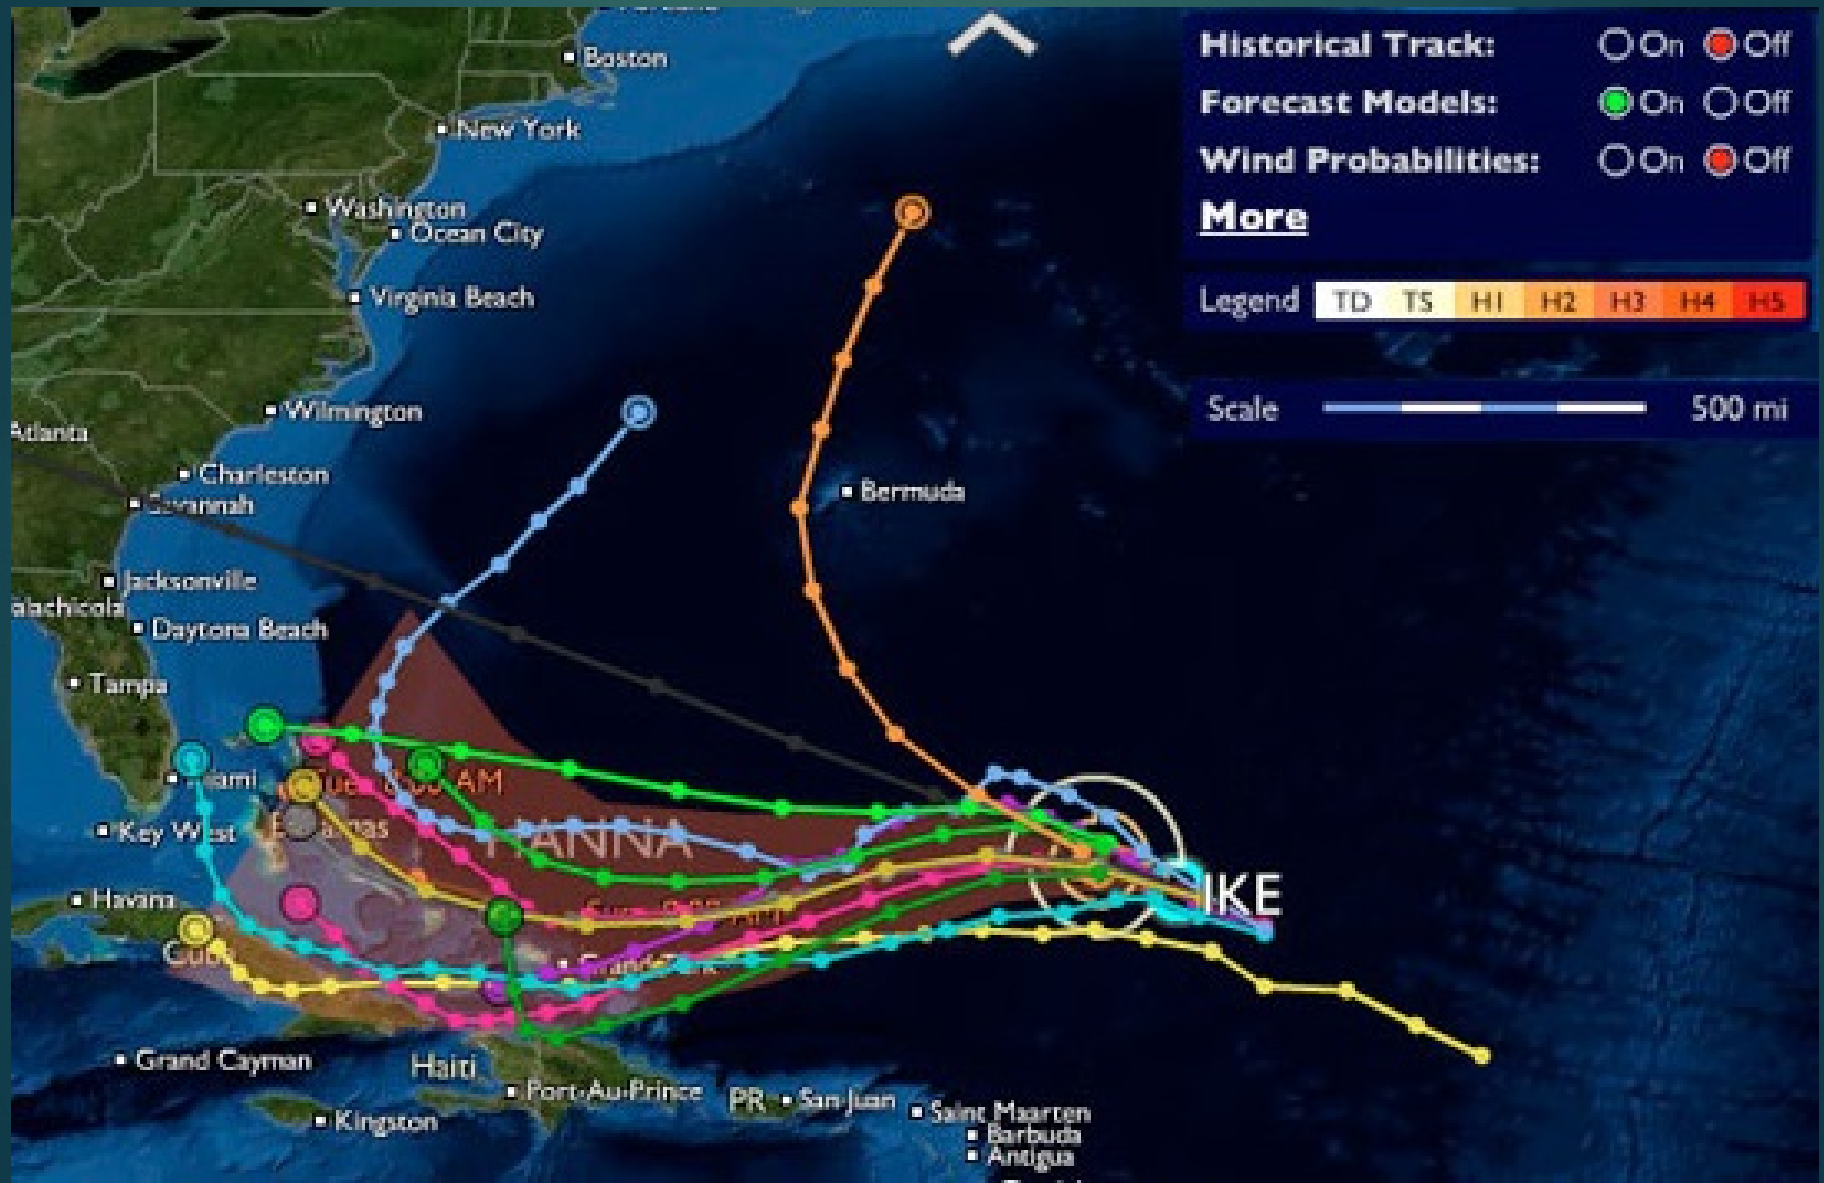 Boston
New York
Washington
Ocean City
Virginia Beach
Wilmington
Atlanta
Charleston
Savannah
Bermuda
Jacksonville
alachicola
Daytona Beach
Tampa
Key West
HANNA
IKE
Havana
Grand Cayman
Haiti
Port-Au-Prince
Kingston
PR
San Juan
Saint Maarten
Barbuda
Antigua
Historical Track: On Off
Forecast Models: On Off
Wind Probabilities: On Off
More
Legend TD TS H1 H2 H3 H4 H5
Scale 500 mi